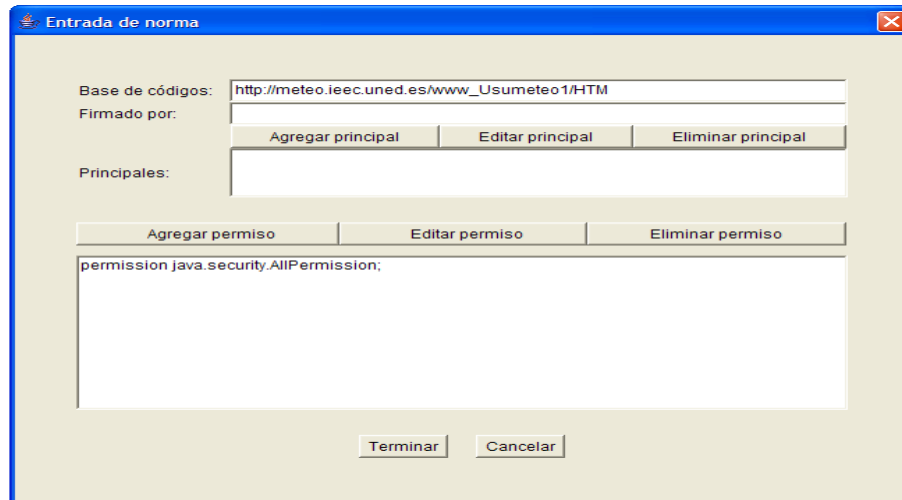 Entrada de norma
Base de códigos: http://meteo.ieec.uned.es/www_Usumeteo1/HTM
Firmado por:
Agregar principal Editar principal Eliminar principal
Principales:
Agregar permiso Editar permiso Eliminar permiso
permission java.security.AllPermission;
Terminar Cancelar